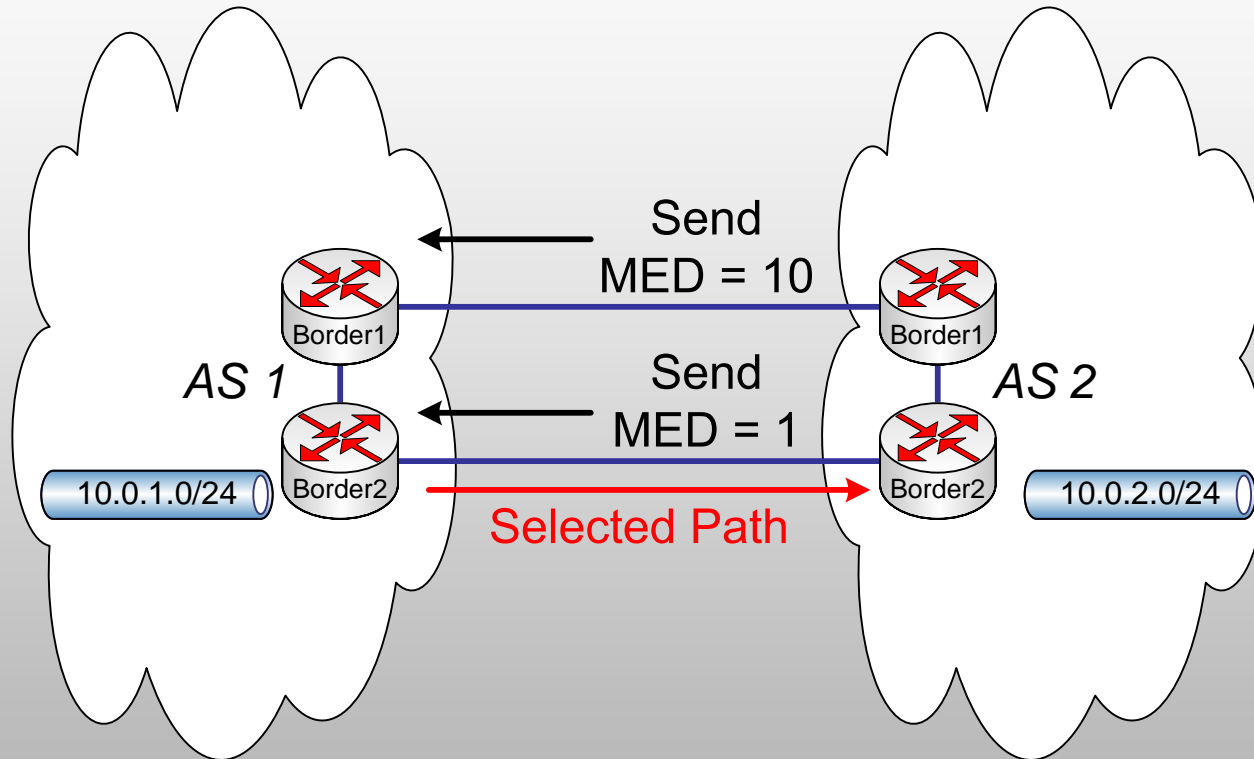 Send
MED = 10
Border1
Border1
AS 1
Send
MED = 1
AS 2
Border2
Border2
10.0.1.0/24
10.0.2.0/24
Selected Path